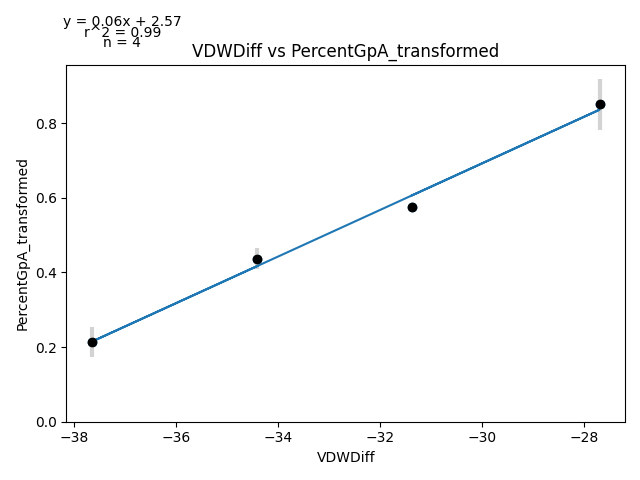 y = 0.06x + 2.57
r^2 = 0.99
n = 4
VDWDiff vs PercentGpA_transformed
PercentGpA_transformed
0.8
0.6
0.4
0.2
0.0
−38 −36 −34 −32 −30 −28
VDWDiff